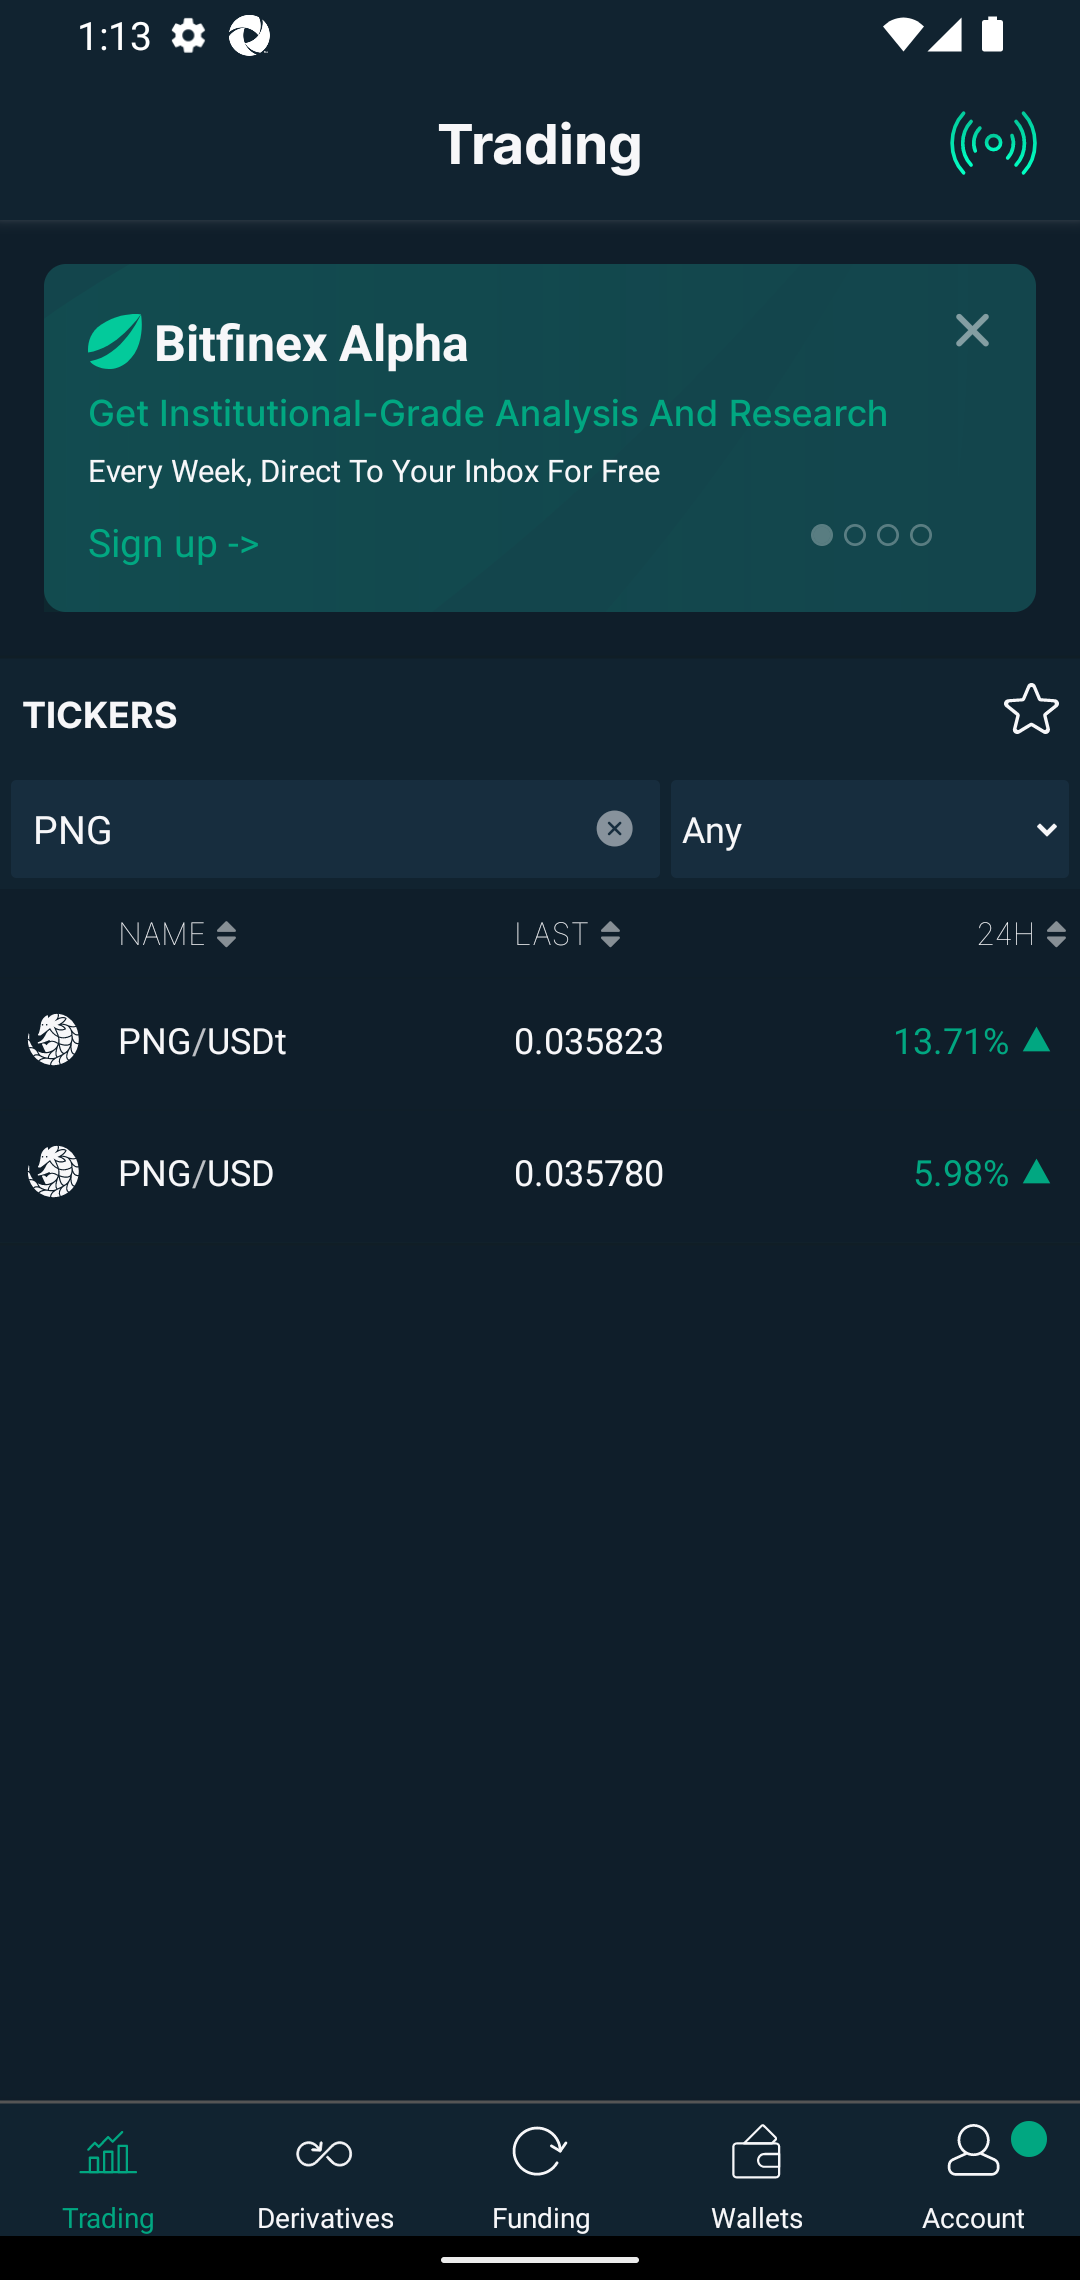 1:13
Trading
Bitfinex Alpha
Get Institutional-Grade Analysis And Research
Every Week, Direct To Your Inbox For Free
Sign up ->
TICKERS
PNG
Any
NAME LAST 24H
PNG/USDt 0.035823 13.71%
PNG/USD 0.035780 5.98%
Trading Derivatives Funding Wallets Account